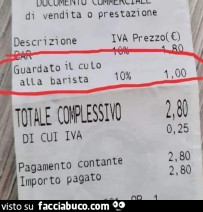 DOCUMENTO COMMERCIALE
di vendita o prestazione
Descrizione IVA Prezzo(€)
BAR 10% 1,80
Guardato il culo
alla barista 10% 1,00
TOTALE COMPLESSIVO 2,80
DI CUI IVA 0,25
Pagamento contante 2,80
Importo pagato 2,80
visto su facciabuco.com